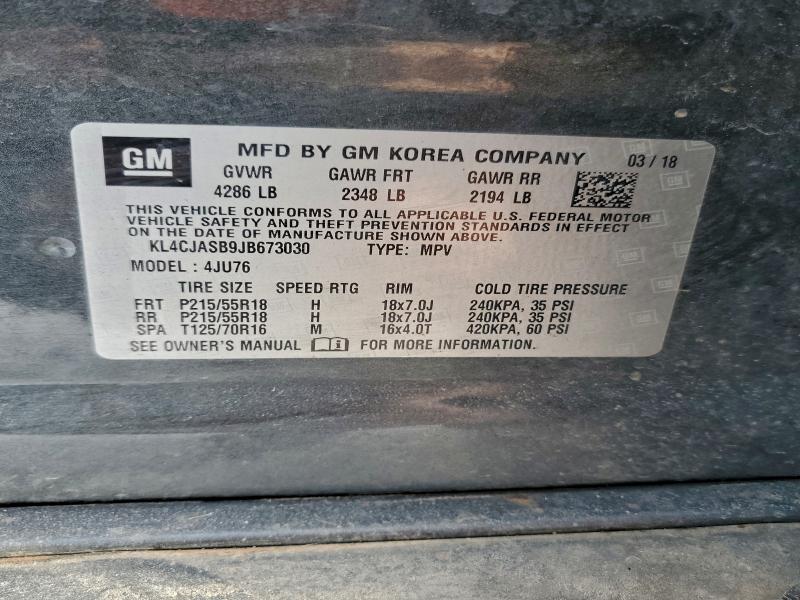 GM MFD BY GM KOREA COMPANY 03 / 18
GVWR GAWR FRT GAWR RR
4286 LB 2348 LB 2194 LB
THIS VEHICLE CONFORMS TO ALL APPLICABLE U.S. FEDERAL MOTOR
VEHICLE SAFETY AND THEFT PREVENTION STANDARDS IN EFFECT
ON THE DATE OF MANUFACTURE SHOWN ABOVE.
KL4CJASB9JB673030 TYPE: MPV
MODEL : 4JU76
TIRE SIZE SPEED RTG RIM COLD TIRE PRESSURE
FRT P215/55R18 H 18x7.0J 240KPA, 35 PSI
RR P215/55R18 H 18x7.0J 240KPA, 35 PSI
SPA T125/70R16 M 16x4.0T 420KPA, 60 PSI
SEE OWNER'S MANUAL FOR MORE INFORMATION.